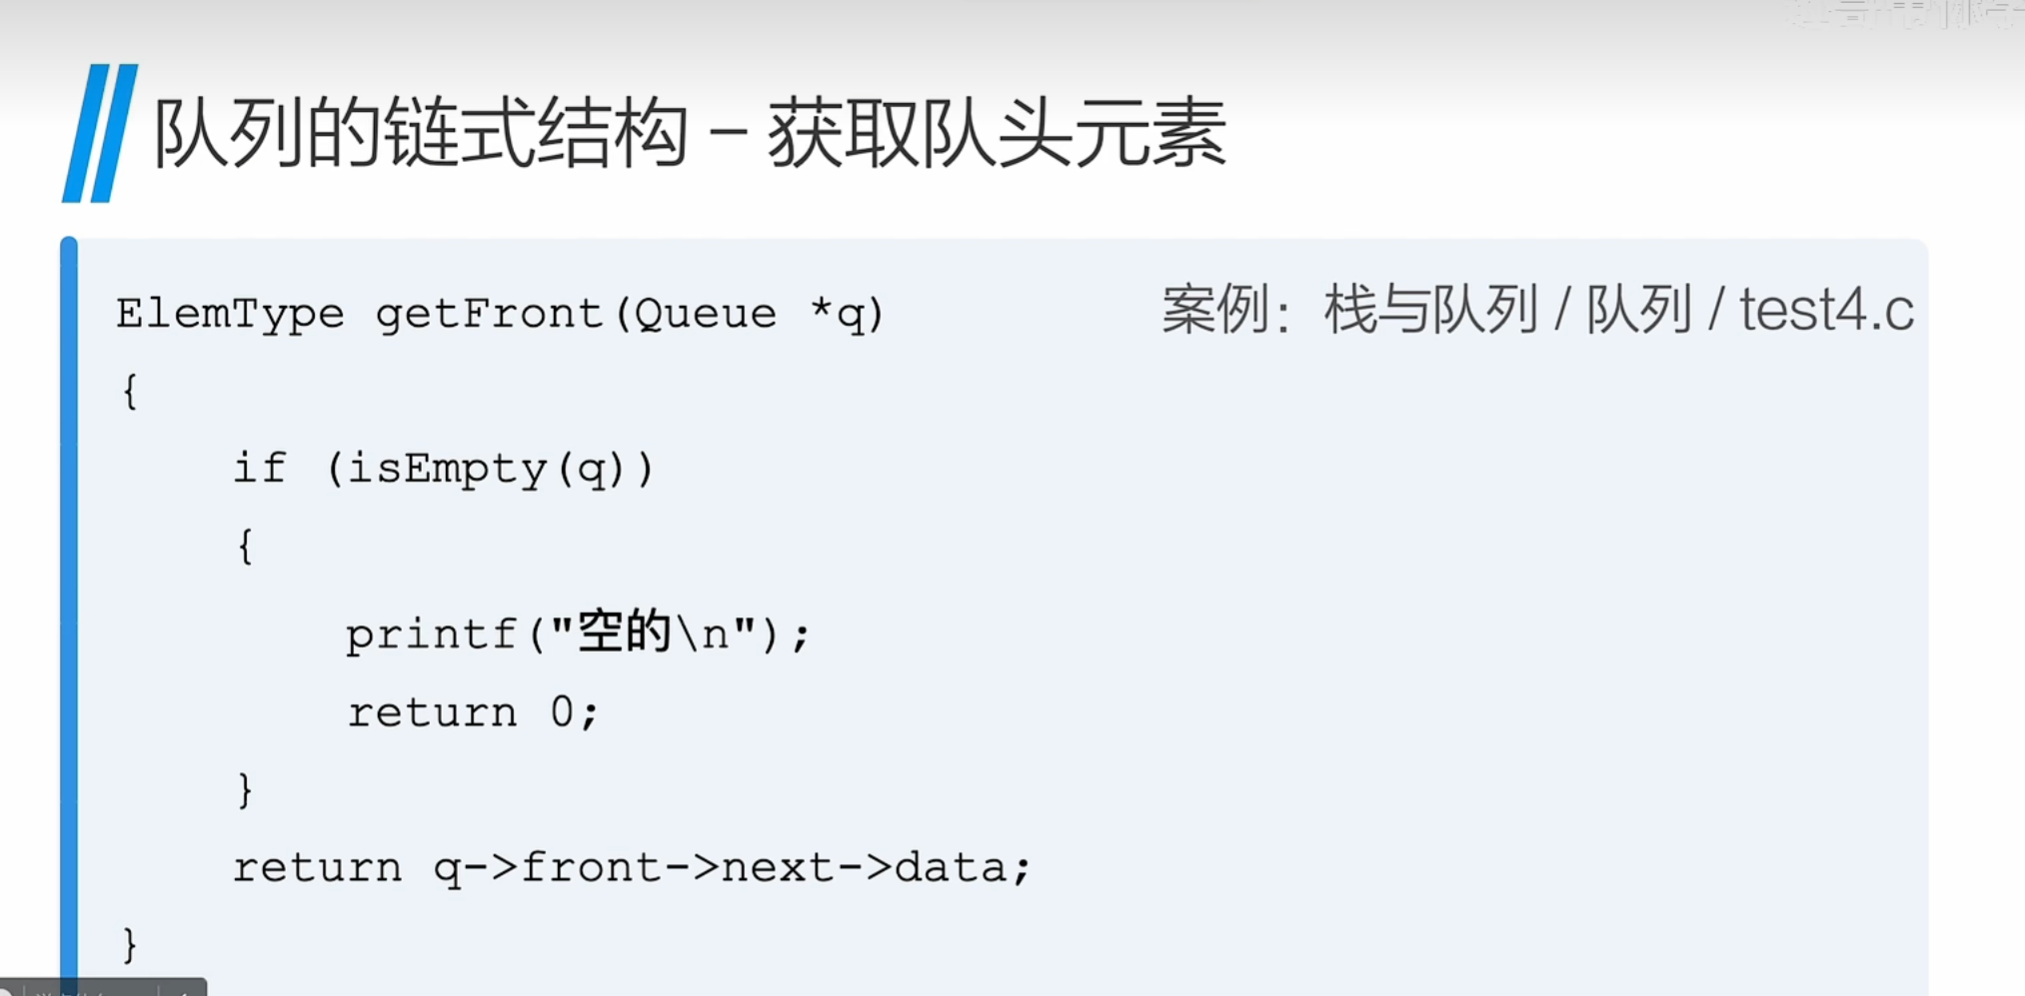 队列的链式结构 – 获取队头元素
ElemType getFront(Queue *q)
案例：栈与队列 / 队列 / test4.c
{
if (isEmpty(q))
{
printf("空的\n");
return 0;
}
return q->front->next->data;
}